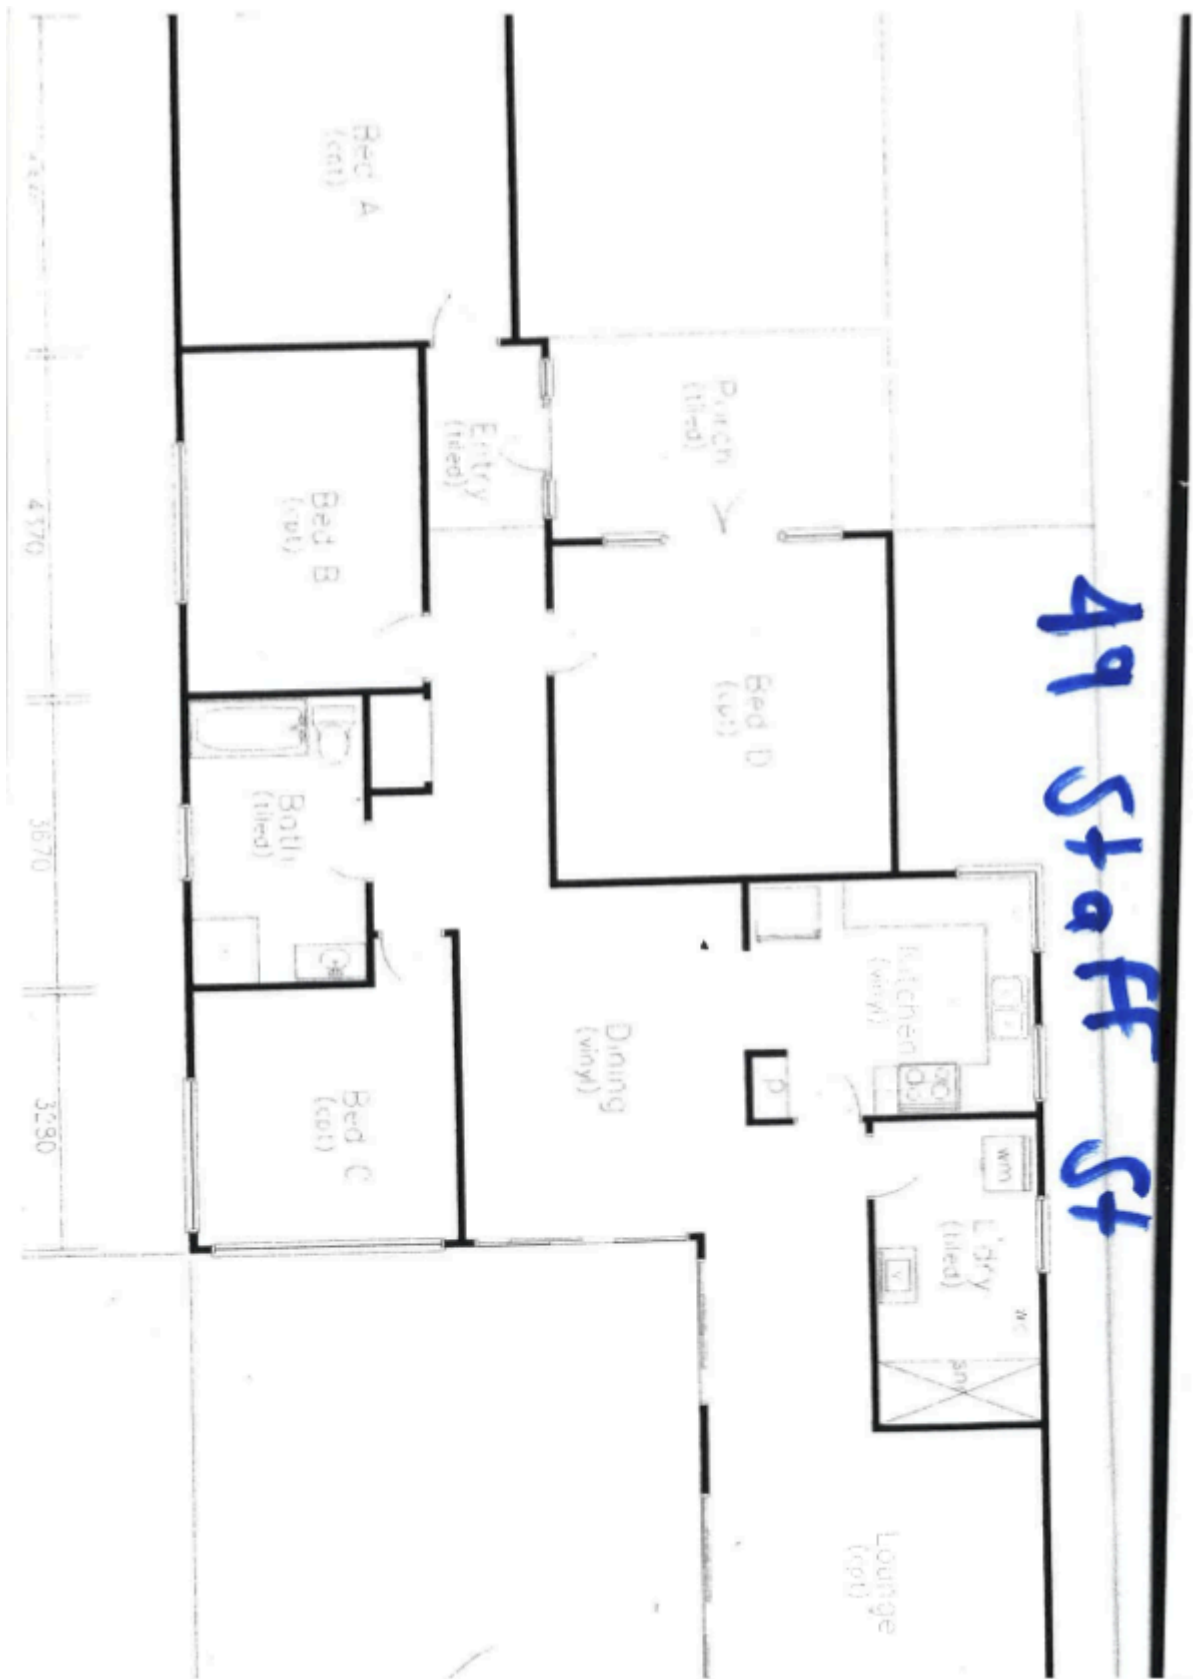 49 Staff St
Bed A
(cpt)
Entry
(tiled)
Porch
(tiled)
Bed B
(cpt)
Bed D
(cpt)
Bath
(tiled)
Kitchen
(vinyl)
Dining
(vinyl)
P
Bed C
(cpt)
wm
L'dry
(tiled)
wc
Lounge
(cpt)
4370
3670
3290